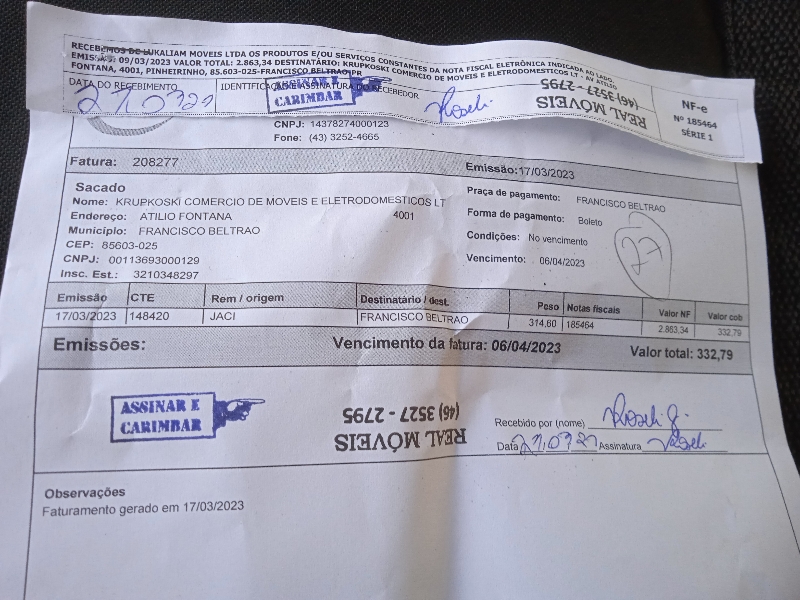 RECEBEMOS DE LUKALIAM MOVEIS LTDA OS PRODUTOS E/OU SERVIÇOS CONSTANTES DA NOTA FISCAL ELETRÔNICA INDICADA AO LADO.
EMISSÃO: 09/03/2023 VALOR TOTAL: 2.863,34 DESTINATÁRIO: KRUPKOSKI COMERCIO DE MOVEIS E ELETRODOMESTICOS LT - AV ATILIO
FONTANA, 4001, PINHEIRINHO, 85.603-025-FRANCISCO BELTRAO PR
DATA DO RECEBIMENTO
IDENTIFICAÇÃO E ASSINATURA DO RECEBEDOR
ASSINAR E
CARIMBAR
Roseli
REAL MÓVEIS
(46) 3527 - 2795
NF-e
Nº 185464
SÉRIE 1
CNPJ: 14378274000123
Fone: (43) 3252-4665
Fatura: 208277
Emissão: 17/03/2023
Sacado
Nome: KRUPKOSKI COMERCIO DE MOVEIS E ELETRODOMESTICOS LT
Endereço: ATILIO FONTANA 4001
Município: FRANCISCO BELTRAO
CEP: 85603-025
CNPJ: 00113693000129
Insc. Est.: 3210348297
Praça de pagamento: FRANCISCO BELTRAO
Forma de pagamento: Boleto
Condições: No vencimento
Vencimento: 06/04/2023
27
Emissão CTE Rem / origem Destinatário / dest. Peso Notas fiscais Valor NF Valor cob
17/03/2023 148420 JACI FRANCISCO BELTRAO 314,60 185464 2.863,34 332,79
Emissões: Vencimento da fatura: 06/04/2023 Valor total: 332,79
ASSINAR E
CARIMBAR
REAL MÓVEIS
(46) 3527 - 2795
Recebido por (nome) Roseli
Data Assinatura Roseli
Observações
Faturamento gerado em 17/03/2023